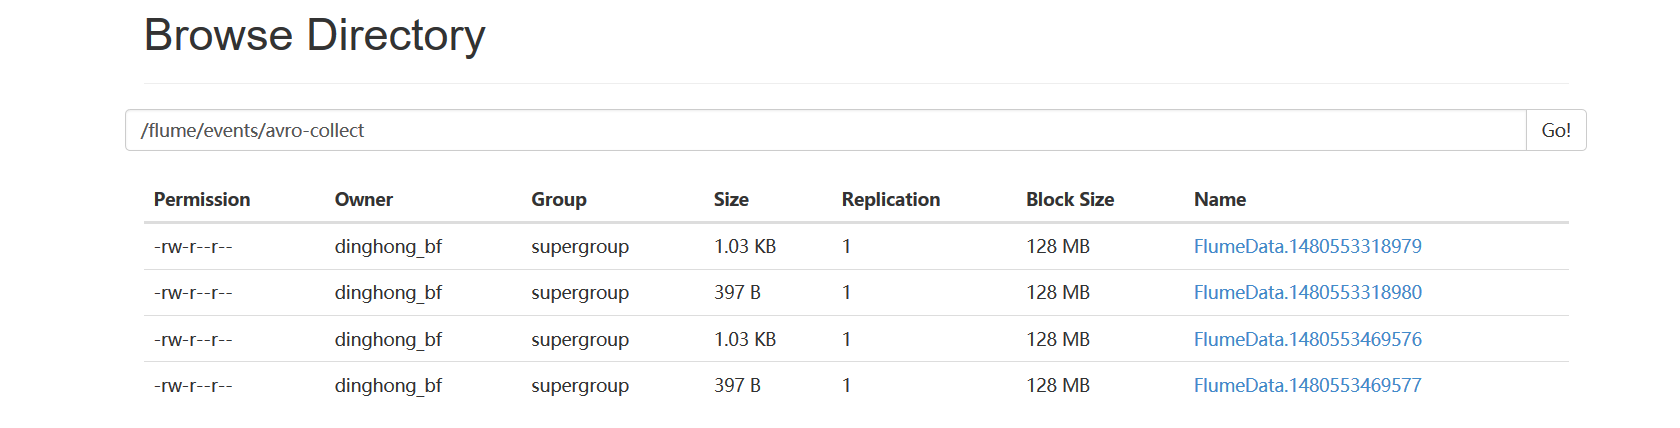 Browse Directory
/flume/events/avro-collect Go!
Permission Owner Group Size Replication Block Size Name
-rw-r--r-- dinghong_bf supergroup 1.03 KB 1 128 MB FlumeData.1480553318979
-rw-r--r-- dinghong_bf supergroup 397 B 1 128 MB FlumeData.1480553318980
-rw-r--r-- dinghong_bf supergroup 1.03 KB 1 128 MB FlumeData.1480553469576
-rw-r--r-- dinghong_bf supergroup 397 B 1 128 MB FlumeData.1480553469577